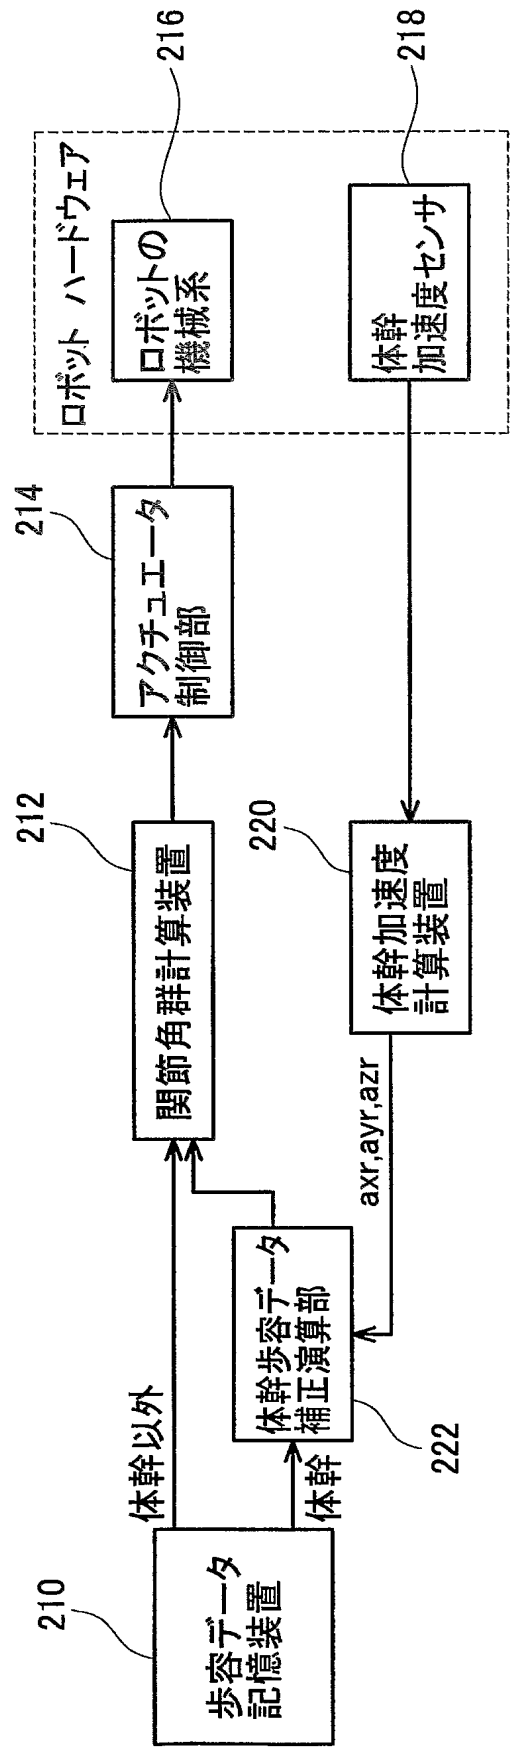 210
歩容データ
記憶装置
体幹以外
体幹
222
体幹歩容データ
補正演算部
axr,ayr,azr
212
関節角群計算装置
220
体幹加速度
計算装置
214
アクチュエータ
制御部
ロボット ハードウェア
216
ロボットの
機械系
218
体幹
加速度センサ